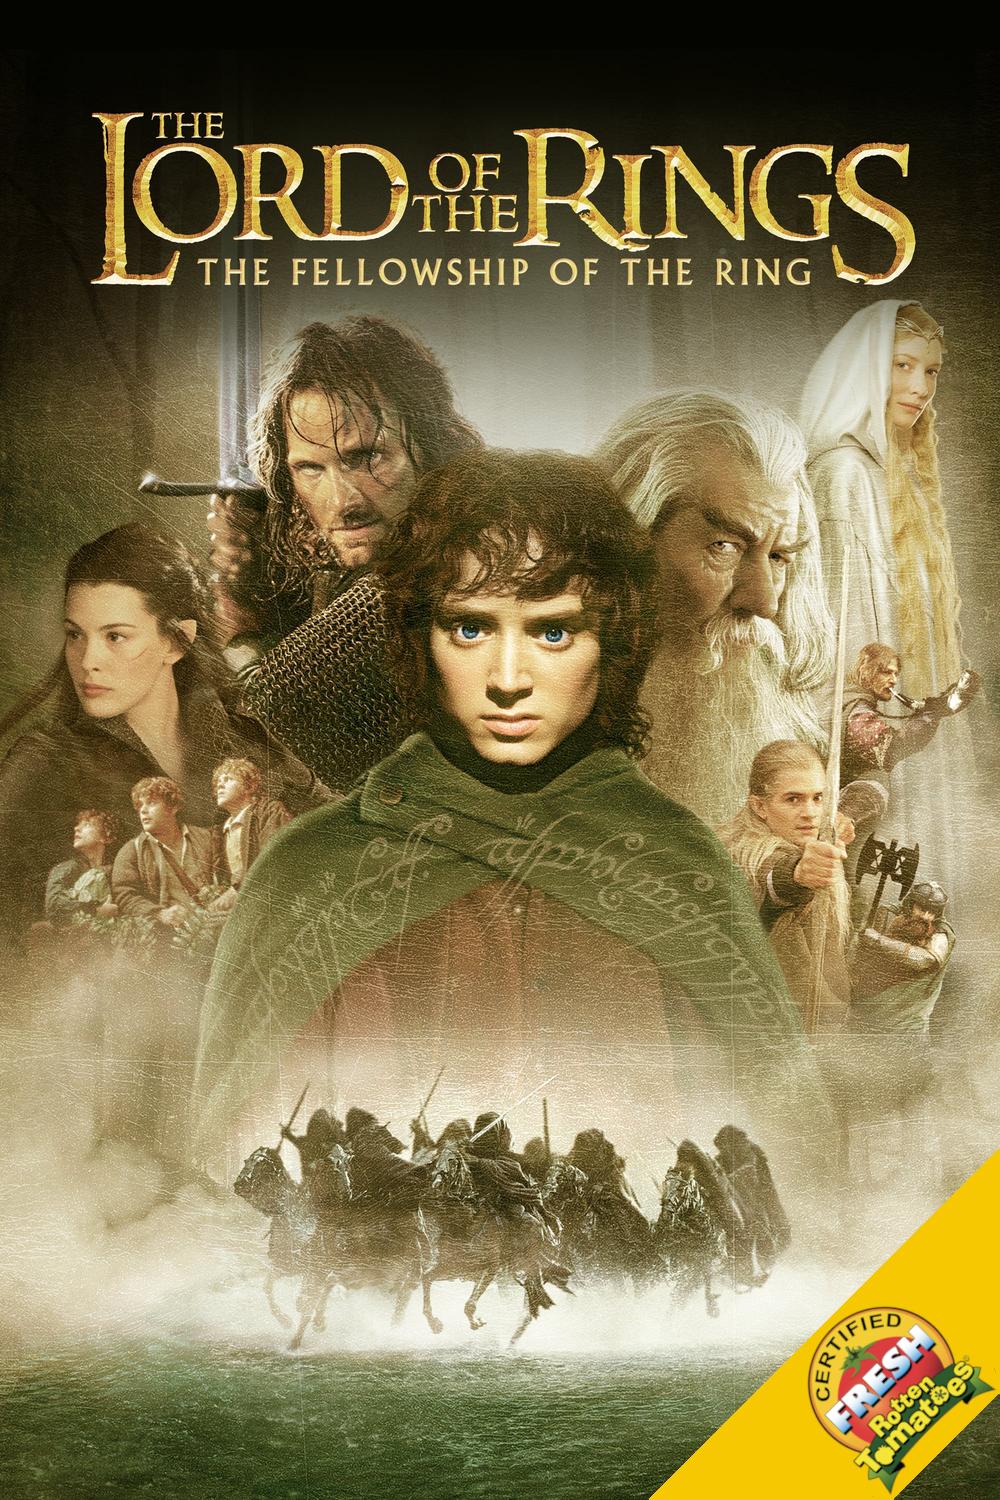 THE
LORD OF THE RINGS
THE FELLOWSHIP OF THE RING
CERTIFIED
FRESH
Rotten
Tomatoes®